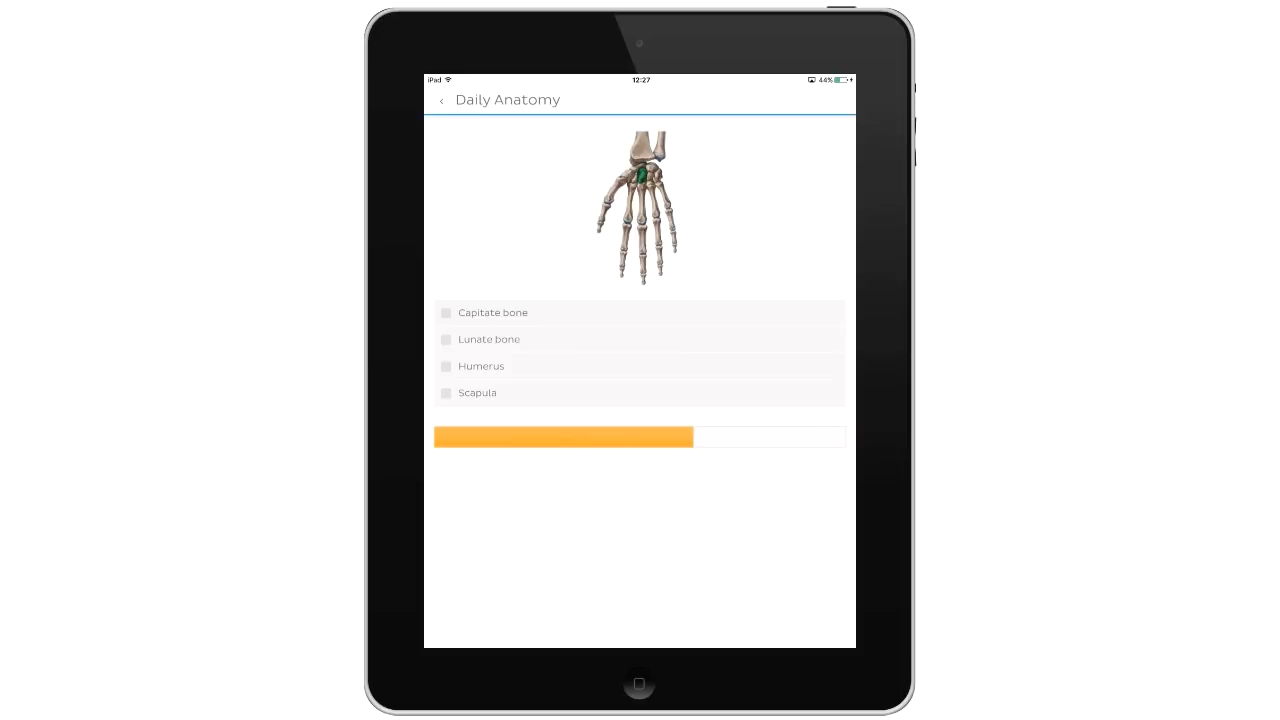 iPad
12:27
44%
Daily Anatomy
Capitate bone
Lunate bone
Humerus
Scapula